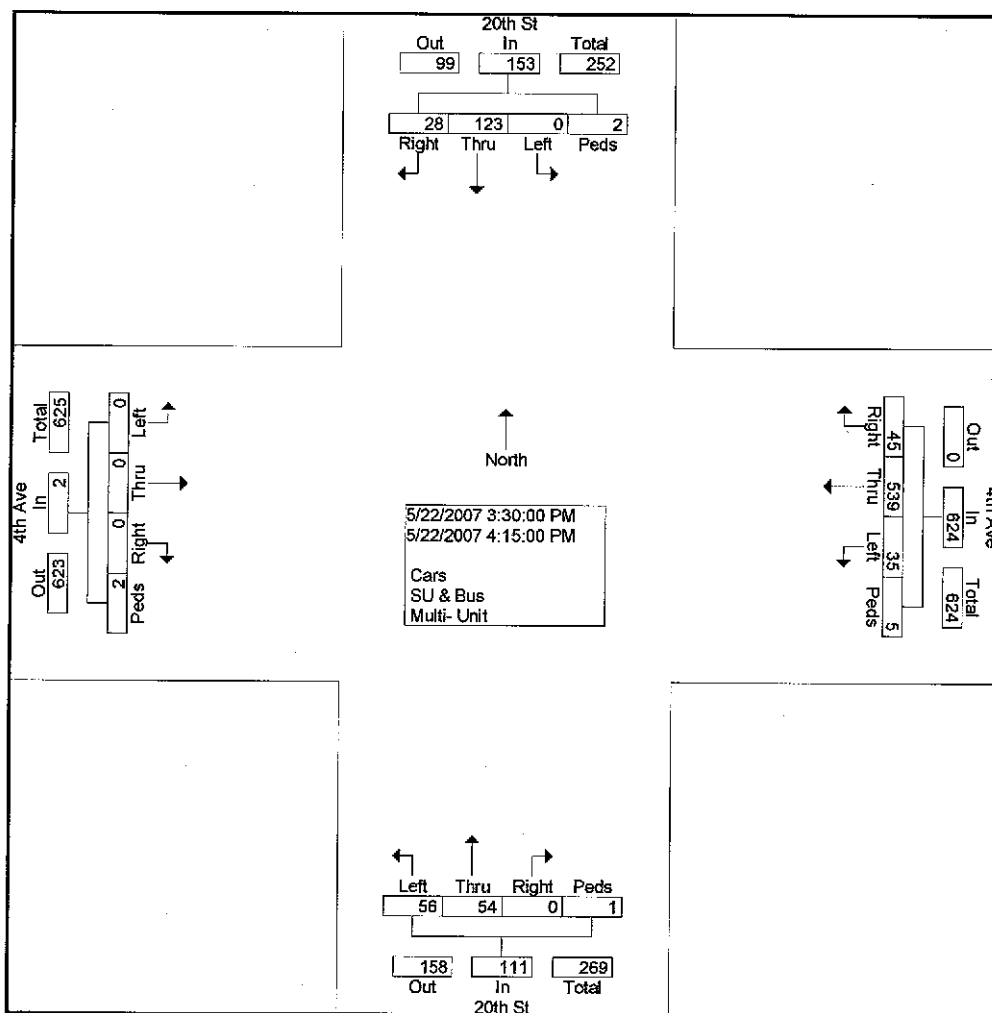 20th St
Out In Total
99 153 252
28 123 0 2
Right Thru Left Peds
4th Ave
Total In Out
625 2 623
0 0 0 2
Left Thru Right Peds
North
5/22/2007 3:30:00 PM
5/22/2007 4:15:00 PM
Cars
SU & Bus
Multi- Unit
Right Thru Left Peds
45 539 35 5
Out In Total
0 624 624
4th Ave
Left Thru Right Peds
56 54 0 1
158 111 269
Out In Total
20th St